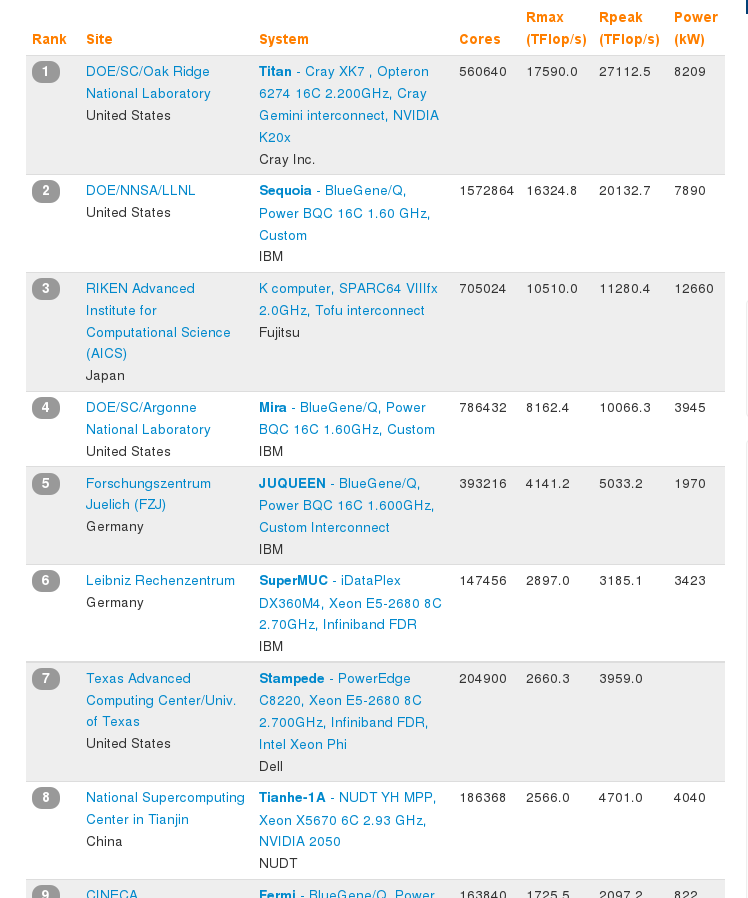 Rank Site System Cores Rmax (TFlop/s) Rpeak (TFlop/s) Power (kW)
1 DOE/SC/Oak Ridge Titan - Cray XK7 , Opteron 560640 17590.0 27112.5 8209
National Laboratory 6274 16C 2.200GHz, Cray
United States Gemini interconnect, NVIDIA
K20x
Cray Inc.
2 DOE/NNSA/LLNL Sequoia - BlueGene/Q, 1572864 16324.8 20132.7 7890
United States Power BQC 16C 1.60 GHz,
Custom
IBM
3 RIKEN Advanced K computer, SPARC64 VIIIfx 705024 10510.0 11280.4 12660
Institute for 2.0GHz, Tofu interconnect
Computational Science Fujitsu
(AICS)
Japan
4 DOE/SC/Argonne Mira - BlueGene/Q, Power 786432 8162.4 10066.3 3945
National Laboratory BQC 16C 1.60GHz, Custom
United States IBM
5 Forschungszentrum JUQUEEN - BlueGene/Q, 393216 4141.2 5033.2 1970
Juelich (FZJ) Power BQC 16C 1.600GHz,
Germany Custom Interconnect
IBM
6 Leibniz Rechenzentrum SuperMUC - iDataPlex 147456 2897.0 3185.1 3423
Germany DX360M4, Xeon E5-2680 8C
2.70GHz, Infiniband FDR
IBM
7 Texas Advanced Stampede - PowerEdge 204900 2660.3 3959.0
Computing Center/Univ. C8220, Xeon E5-2680 8C
of Texas 2.700GHz, Infiniband FDR,
United States Intel Xeon Phi
Dell
8 National Supercomputing Tianhe-1A - NUDT YH MPP, 186368 2566.0 4701.0 4040
Center in Tianjin Xeon X5670 6C 2.93 GHz,
China NVIDIA 2050
NUDT
9 CINECA Fermi - BlueGene/Q, Power 163840 1725.5 2097.2 822